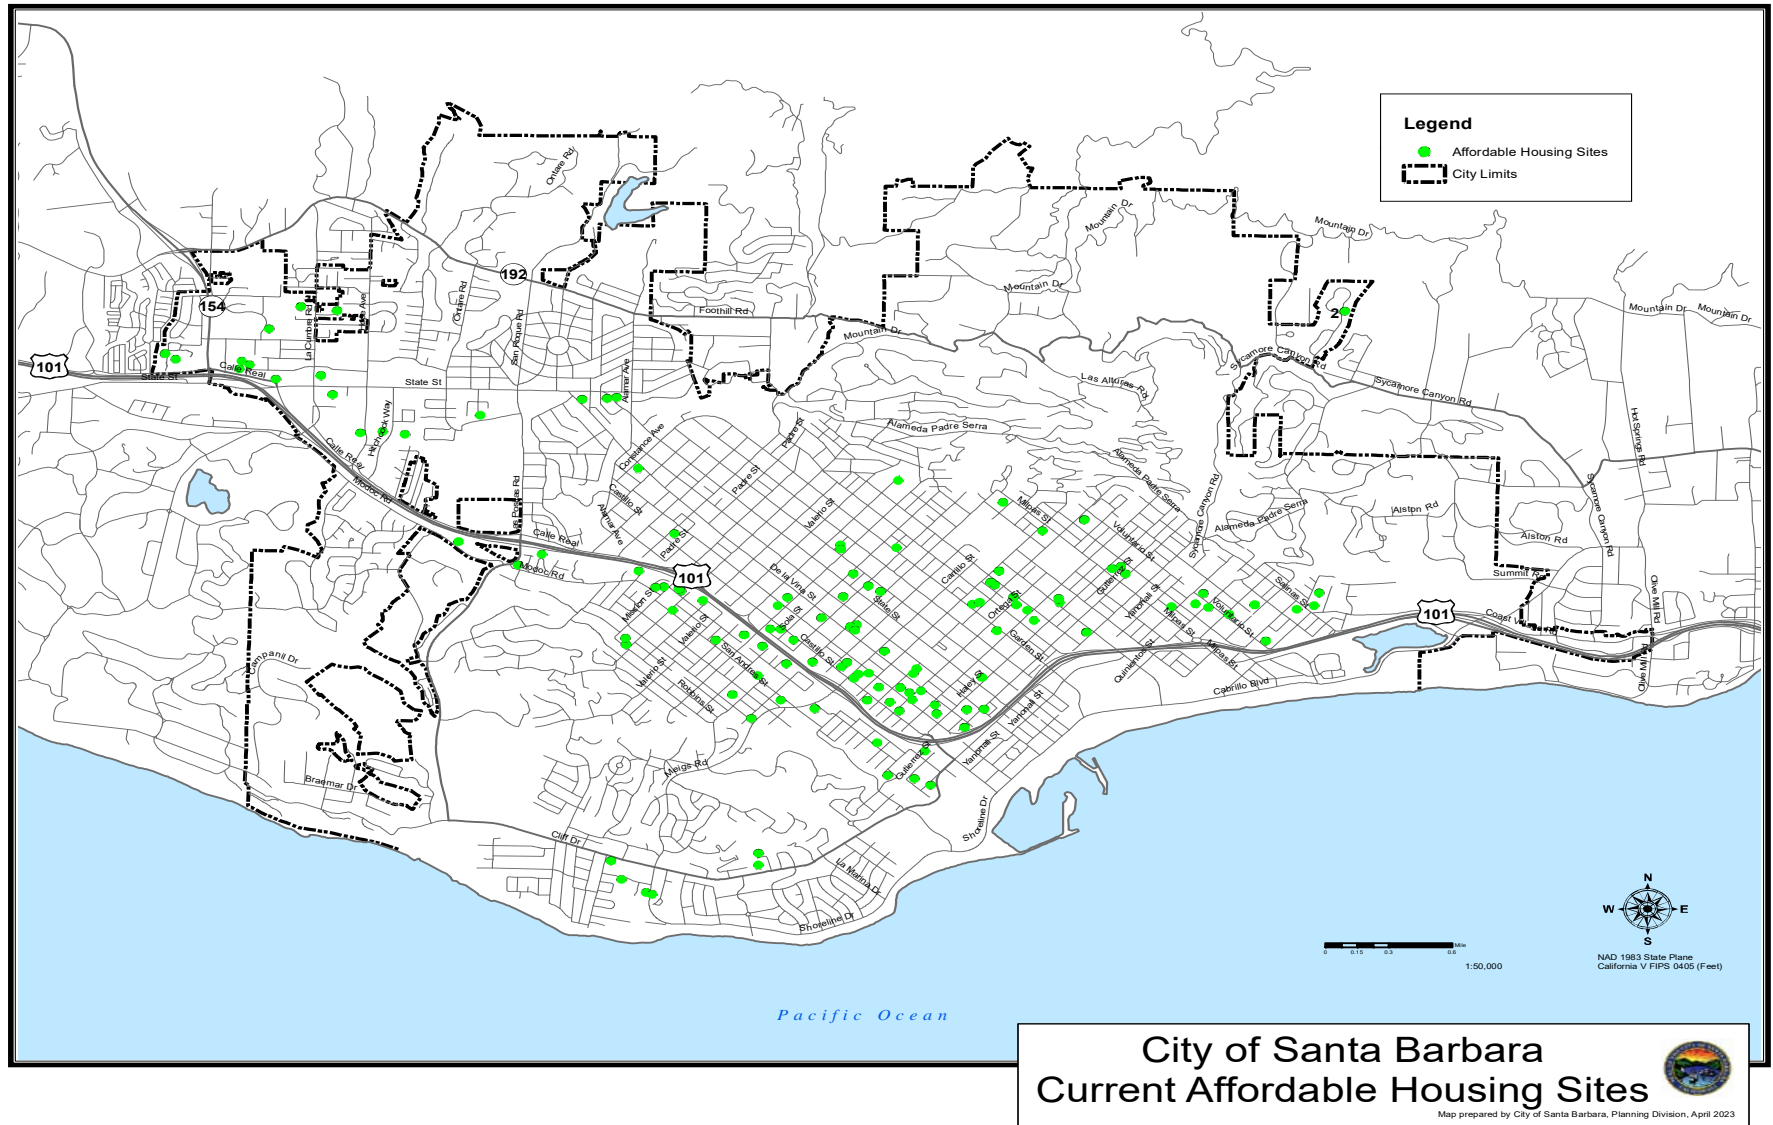 Legend
Affordable Housing Sites
City Limits
Ontare Rd
Mountain Dr
Mountain Dr
192
154
La Cumbre Rd
Hope Ave
Ontare Rd
San Roque Rd
Foothill Rd
Mountain Dr
Mountain Dr
2
Mountain Dr
Mountain Dr
Sycamore Canyon Rd
101
State St
Calle Real
State St
Alamar Ave
Las Alturas Rd
Sycamore Canyon Rd
Hitchcock Way
Calle Real
Modoc Rd
Constance Ave
Padre St
Alameda Padre Serra
Hot Springs Rd
Las Positas Rd
Castillo St
Alamar Ave
Padre St
Valerio St
Milpas St
Alameda Padre Serra
Voluntario St
Sycamore Canyon Rd
Alameda Padre Serra
Alston Rd
Alston Rd
Sycamore Canyon Rd
Calle Real
Padre St
Modoc Rd
101
Mission St
Valerio St
De la Vina St
Sola St
State St
Castillo St
Carrillo St
Ortega St
Garden St
Gutierrez St
Yanonali St
Milpas St
Voluntario St
Salinas St
Summit Rd
Coast Village Rd
101
Olive Mill Rd
Olive Mill Rd
Campanil Dr
Valerio St
San Andres St
Robbins St
Haley St
Quinientos St
Milpas St
Cabrillo Blvd
Yanonali St
Yanonali St
Gutierrez St
Meigs Rd
Braemar Dr
Cliff Dr
Shoreline Dr
La Marina Dr
Shoreline Dr
N
W E
S
0 0.15 0.3 0.6 Mile
1:50,000
NAD 1983 State Plane
California V FIPS 0405 (Feet)
Pacific Ocean
City of Santa Barbara
Current Affordable Housing Sites
Map prepared by City of Santa Barbara, Planning Division, April 2023